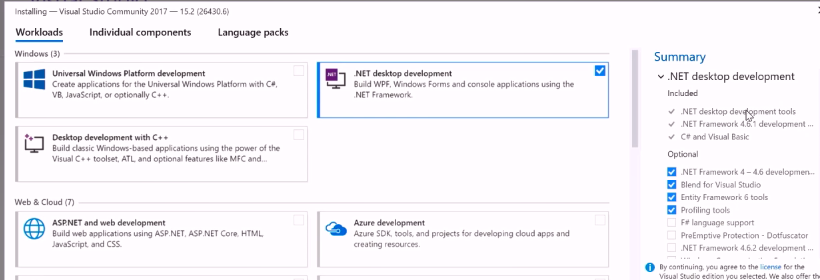 Installing — Visual Studio Community 2017 — 15.2 (26430.6)
Workloads Individual components Language packs
Windows (3)
Universal Windows Platform development
Create applications for the Universal Windows Platform with C#,
VB, JavaScript, or optionally C++.
.NET desktop development
Build WPF, Windows Forms and console applications using the
.NET Framework.
Desktop development with C++
Build classic Windows-based applications using the power of the
Visual C++ toolset, ATL, and optional features like MFC and...
Web & Cloud (7)
ASP.NET and web development
Build web applications using ASP.NET, ASP.NET Core, HTML,
JavaScript, and CSS.
Azure development
Azure SDK, tools, and projects for developing cloud apps and
creating resources.
Summary
.NET desktop development
Included
.NET desktop development tools
.NET Framework 4.6.1 development ...
C# and Visual Basic
Optional
.NET Framework 4 – 4.6 developmen...
Blend for Visual Studio
Entity Framework 6 tools
Profiling tools
F# language support
PreEmptive Protection - Dotfuscator
.NET Framework 4.6.2 development ...
By continuing, you agree to the license for the
Visual Studio edition you selected. We also offer the